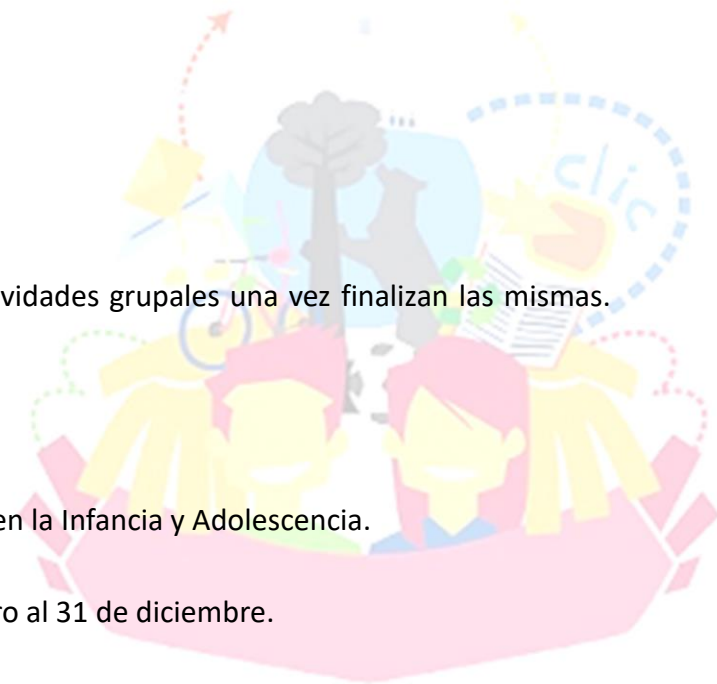 clic
vidades grupales una vez finalizan las mismas.
en la Infancia y Adolescencia.
ro al 31 de diciembre.